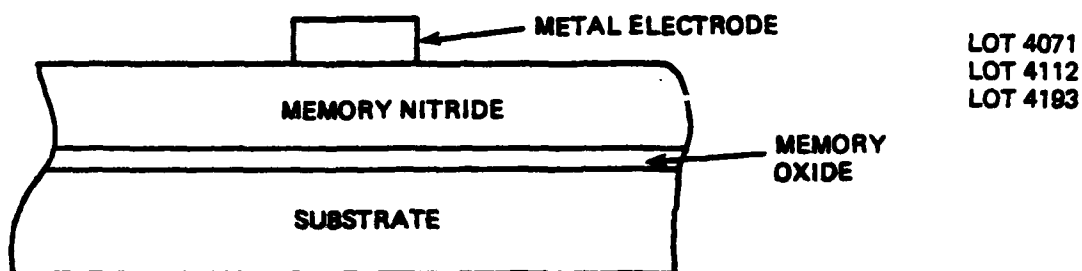 METAL ELECTRODE
LOT 4071
LOT 4112
LOT 4193
MEMORY NITRIDE
MEMORY
OXIDE
SUBSTRATE